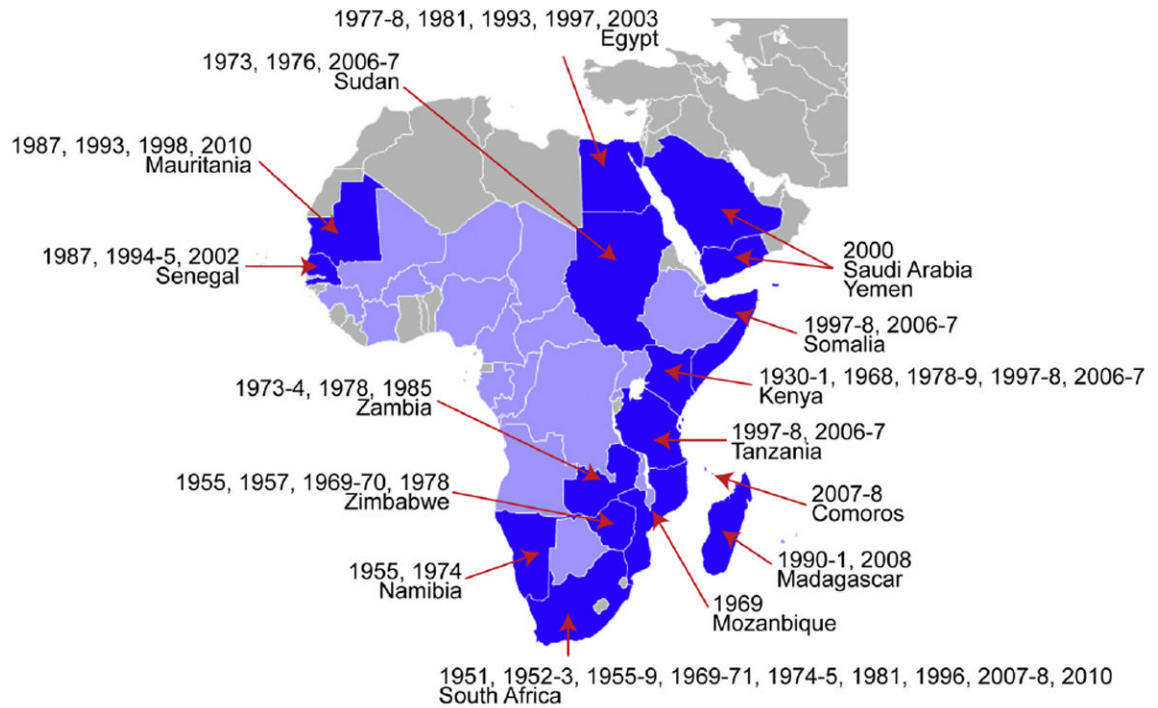 1977-8, 1981, 1993, 1997, 2003
Egypt
1973, 1976, 2006-7
Sudan
1987, 1993, 1998, 2010
Mauritania
1987, 1994-5, 2002
Senegal
2000
Saudi Arabia
Yemen
1997-8, 2006-7
Somalia
1930-1, 1968, 1978-9, 1997-8, 2006-7
Kenya
1973-4, 1978, 1985
Zambia
1997-8, 2006-7
Tanzania
1955, 1957, 1969-70, 1978
Zimbabwe
2007-8
Comoros
1990-1, 2008
Madagascar
1955, 1974
Namibia
1969
Mozanbique
1951, 1952-3, 1955-9, 1969-71, 1974-5, 1981, 1996, 2007-8, 2010
South Africa